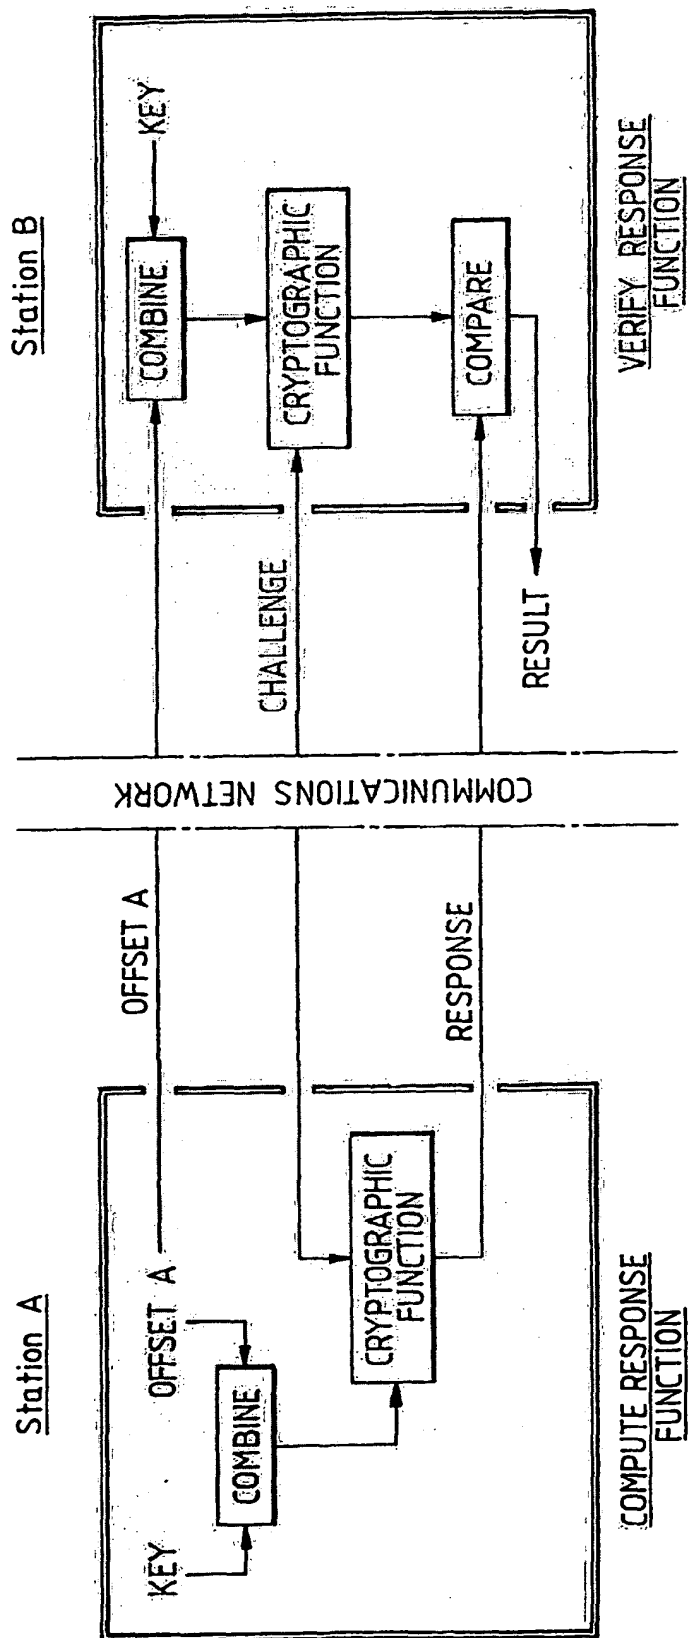 Station A
KEY
OFFSET A
COMBINE
CRYPTOGRAPHIC
FUNCTION
COMPUTE RESPONSE
FUNCTION
OFFSET A
RESPONSE
COMMUNICATIONS NETWORK
CHALLENGE
RESULT
Station B
COMBINE
KEY
CRYPTOGRAPHIC
FUNCTION
COMPARE
VERIFY RESPONSE
FUNCTION